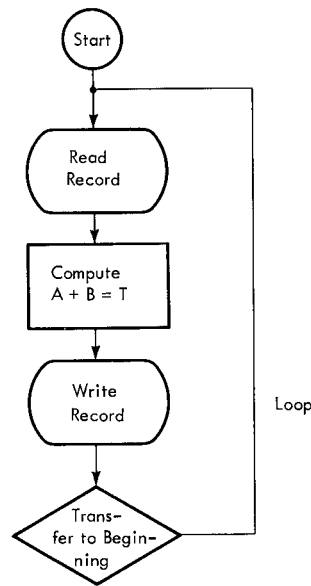 Start
Read
Record
Compute
A + B = T
Write
Record
Loop
Trans-
fer to Begin-
ning